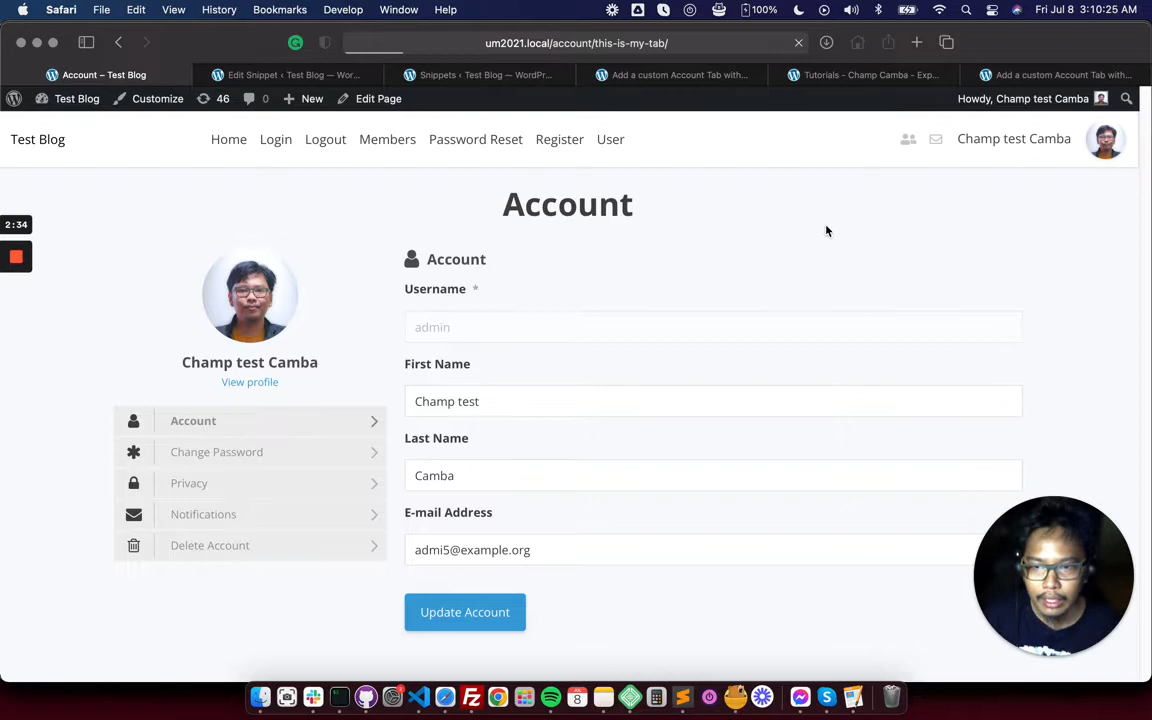 Safari File Edit View History Bookmarks Develop Window Help 100% Fri Jul 8 3:10:25 AM
um2021.local/account/this-is-my-tab/
Account – Test Blog
Edit Snippet ‹ Test Blog — Wor...
Snippets ‹ Test Blog — WordPr...
Add a custom Account Tab with...
Tutorials - Champ Camba - Exp...
Add a custom Account Tab with...
Test Blog Customize 46 0 New Edit Page Howdy, Champ test Camba
Test Blog Home Login Logout Members Password Reset Register User Champ test Camba
Account
2:34
Account
Username *
admin
First Name
Champ test
Last Name
Camba
E-mail Address
admi5@example.org
Update Account
Champ test Camba
View profile
Account
Change Password
Privacy
Notifications
Delete Account